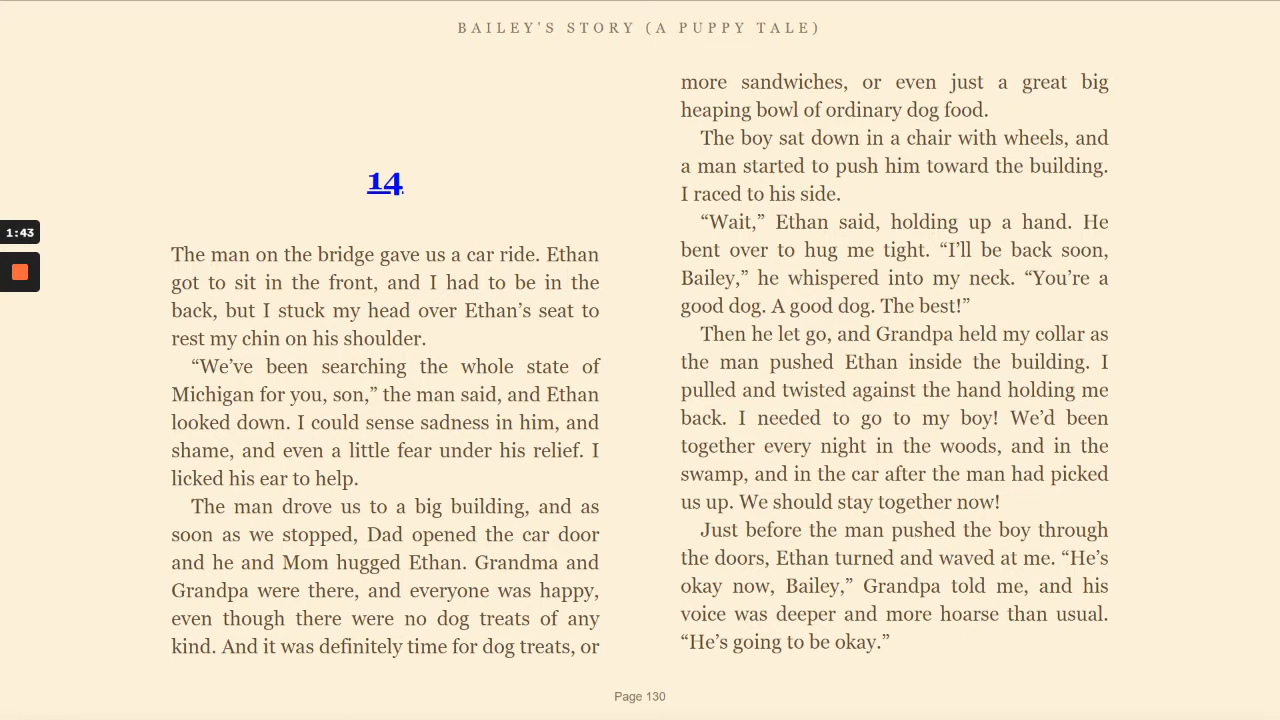 BAILEY'S STORY (A PUPPY TALE)
14
1:43
The man on the bridge gave us a car ride. Ethan
got to sit in the front, and I had to be in the
back, but I stuck my head over Ethan’s seat to
rest my chin on his shoulder.
“We’ve been searching the whole state of
Michigan for you, son,” the man said, and Ethan
looked down. I could sense sadness in him, and
shame, and even a little fear under his relief. I
licked his ear to help.
The man drove us to a big building, and as
soon as we stopped, Dad opened the car door
and he and Mom hugged Ethan. Grandma and
Grandpa were there, and everyone was happy,
even though there were no dog treats of any
kind. And it was definitely time for dog treats, or
more sandwiches, or even just a great big
heaping bowl of ordinary dog food.
The boy sat down in a chair with wheels, and
a man started to push him toward the building.
I raced to his side.
“Wait,” Ethan said, holding up a hand. He
bent over to hug me tight. “I’ll be back soon,
Bailey,” he whispered into my neck. “You’re a
good dog. A good dog. The best!”
Then he let go, and Grandpa held my collar as
the man pushed Ethan inside the building. I
pulled and twisted against the hand holding me
back. I needed to go to my boy! We’d been
together every night in the woods, and in the
swamp, and in the car after the man had picked
us up. We should stay together now!
Just before the man pushed the boy through
the doors, Ethan turned and waved at me. “He’s
okay now, Bailey,” Grandpa told me, and his
voice was deeper and more hoarse than usual.
“He’s going to be okay.”
Page 130